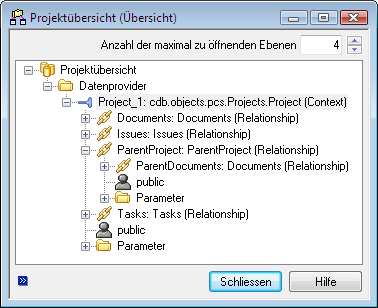 Projektübersicht (Übersicht)
Anzahl der maximal zu öffnenden Ebenen 4
Projektübersicht
Datenprovider
Project_1: cdb.objects.pcs.Projects.Project (Context)
Documents: Documents (Relationship)
Issues: Issues (Relationship)
ParentProject: ParentProject (Relationship)
ParentDocuments: Documents (Relationship)
public
Parameter
Tasks: Tasks (Relationship)
public
Parameter
Schliessen Hilfe